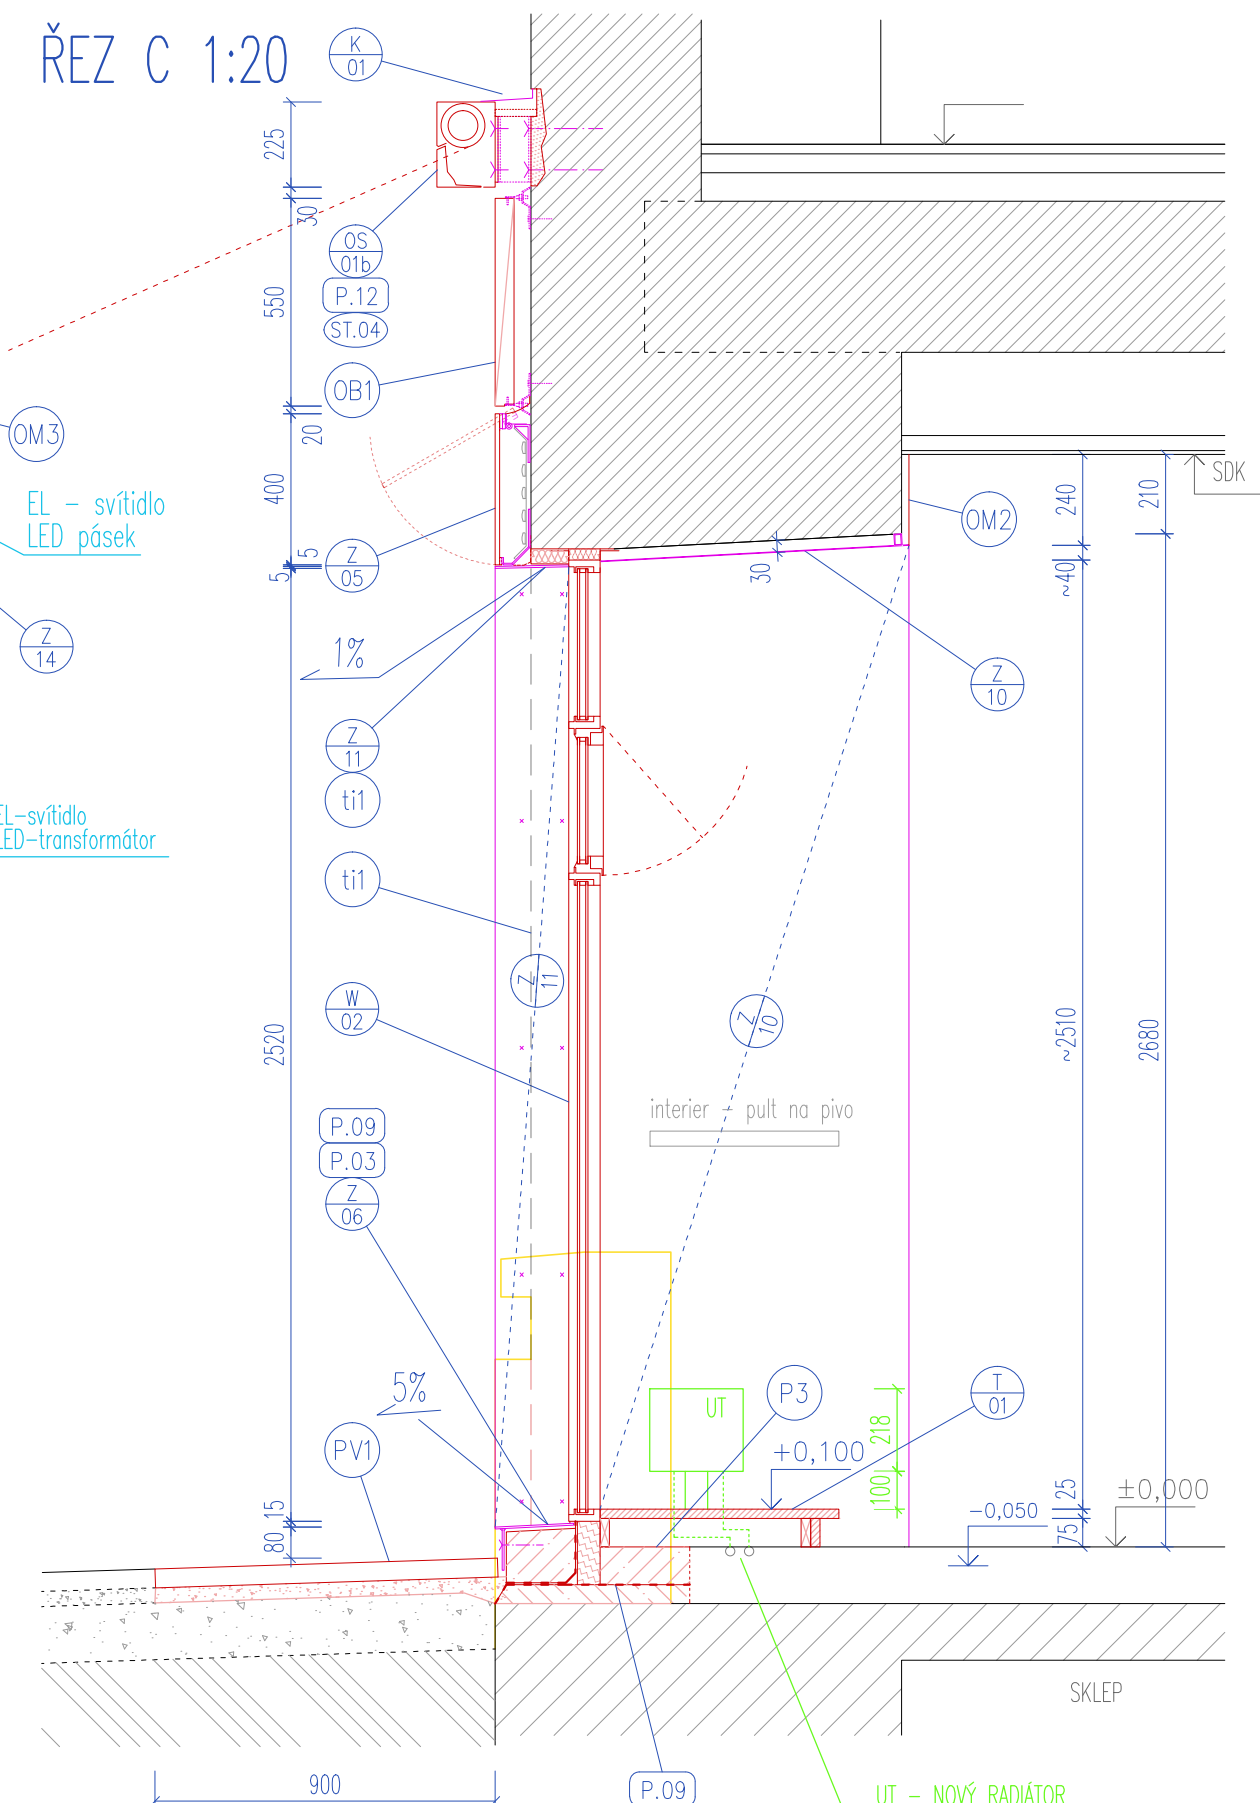 ŘEZ C 1:20
K
01
225
30
OS
01b
P.12
ST.04
550
OB1
20
OM3
EL - svítidlo
LED pásek
400
5
5
Z
05
SDK
240
210
OM2
30
~40
Z
14
1%
Z
10
Z
11
ti1
EL-svítidlo
LED-transformátor
ti1
Z
11
W
02
Z
10
2520
~2510
2680
interier - pult na pivo
P.09
P.03
Z
06
5%
UT
P3
T
01
218
PV1
+0,100
100
25
±0,000
-0,050
15
80
75
SKLEP
900
P.09
UT - NOVÝ RADIÁTOR